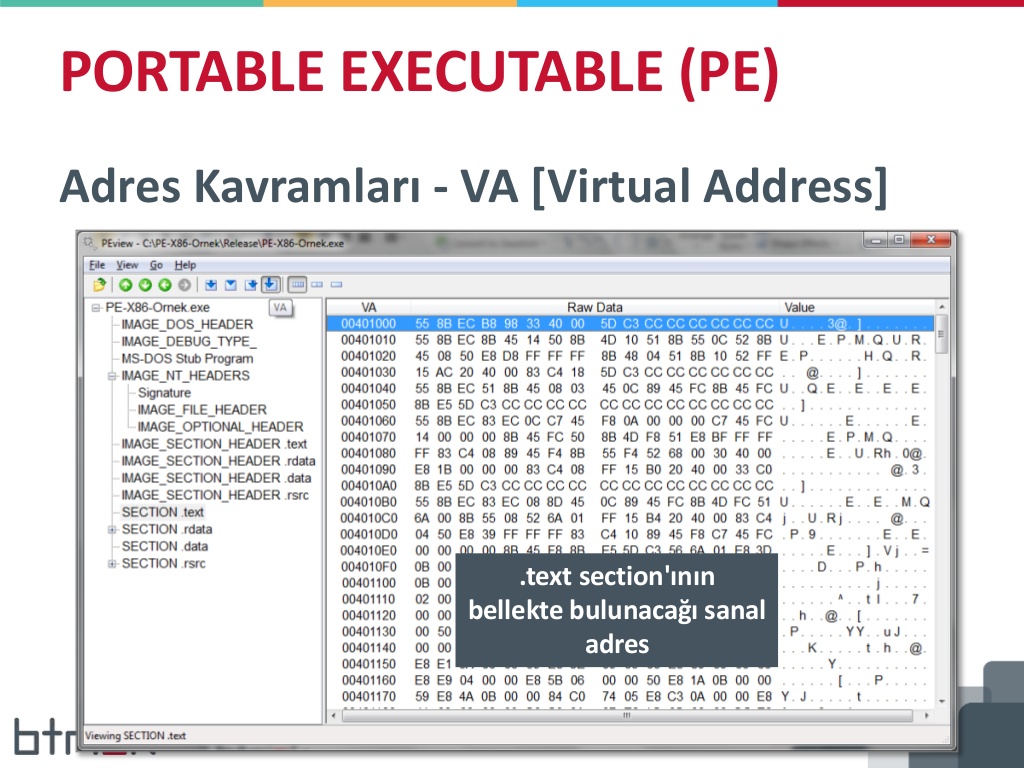 PORTABLE EXECUTABLE (PE)
Adres Kavramları - VA [Virtual Address]
PEview - C:\PE-X86-Ornek\Release\PE-X86-Ornek.exe
File View Go Help
VA
PE-X86-Ornek.exe
IMAGE_DOS_HEADER
IMAGE_DEBUG_TYPE_
MS-DOS Stub Program
IMAGE_NT_HEADERS
Signature
IMAGE_FILE_HEADER
IMAGE_OPTIONAL_HEADER
IMAGE_SECTION_HEADER .text
IMAGE_SECTION_HEADER .rdata
IMAGE_SECTION_HEADER .data
IMAGE_SECTION_HEADER .rsrc
SECTION .text
SECTION .rdata
SECTION .data
SECTION .rsrc
VA Raw Data Value
00401000 55 8B EC B8 98 33 40 00 5D C3 CC CC CC CC CC CC U . . . . 3@ . ] . . . . . . .
00401010 55 8B EC 8B 45 14 50 8B 4D 10 51 8B 55 0C 52 8B U . . . E . P . M . Q . U . R .
00401020 45 08 50 E8 D8 FF FF FF 8B 48 04 51 8B 10 52 FF E . P . . . . . . H . Q . . R .
00401030 15 AC 20 40 00 83 C4 18 5D C3 CC CC CC CC CC CC . . @ . . . . ] . . . . . . .
00401040 55 8B EC 51 8B 45 08 03 45 0C 89 45 FC 8B 45 FC U . . Q . E . . E . . E . . E .
00401050 8B E5 5D C3 CC CC CC CC CC CC CC CC CC CC CC CC . . ] . . . . . . . . . . . . .
00401060 55 8B EC 83 EC 0C C7 45 F8 0A 00 00 00 C7 45 FC U . . . . . . E . . . . . . E .
00401070 14 00 00 00 8B 45 FC 50 8B 4D F8 51 E8 BF FF FF . . . . . E . P . M . Q . . . .
00401080 FF 83 C4 08 89 45 F4 8B 55 F4 52 68 00 30 40 00 . . . . . E . . U . Rh . 0@ .
00401090 E8 1B 00 00 00 83 C4 08 FF 15 B0 20 40 00 33 C0 . . . . . . . . . . . @ . 3 .
004010A0 8B E5 5D C3 CC CC CC CC CC CC CC CC CC CC CC CC . . ] . . . . . . . . . . . . .
004010B0 55 8B EC 83 EC 08 8D 45 0C 89 45 FC 8B 4D FC 51 U . . . . . . E . . E . . M . Q
004010C0 6A 00 8B 55 08 52 6A 01 FF 15 B4 20 40 00 83 C4 j . . U . Rj . . . . @ . . .
004010D0 04 50 E8 39 FF FF FF 83 C4 10 89 45 F8 C7 45 FC . P . 9 . . . . . . . E . . E .
004010E0 00 00 00 00 8B 45 F8 8B E5 5D C3 56 6A 01 E8 3D . . . . . E . . . ] . Vj . . =
004010F0 0B 00 . . . D . . . P . h . .
00401100 0B 00 j
00401110 02 00 ^ . . t I . . . 7 .
00401120 00 00 . . h . @ . . [
00401130 00 50 . P . . . . . YY . . uJ
00401140 00 00 . . . K . . . . . t . h . @ .
00401150 E8 E1 Y
00401160 E8 E9 04 00 00 E8 5B 06 00 00 50 E8 1A 0B 00 00 . . . . . . [ . . . P . . . . .
00401170 59 E8 4A 0B 00 00 84 C0 74 05 E8 C3 0A 00 00 E8 Y . J . . . . . t . . . . . . .
.text section'ının
bellekte bulunacağı sanal
adres
Viewing SECTION .text